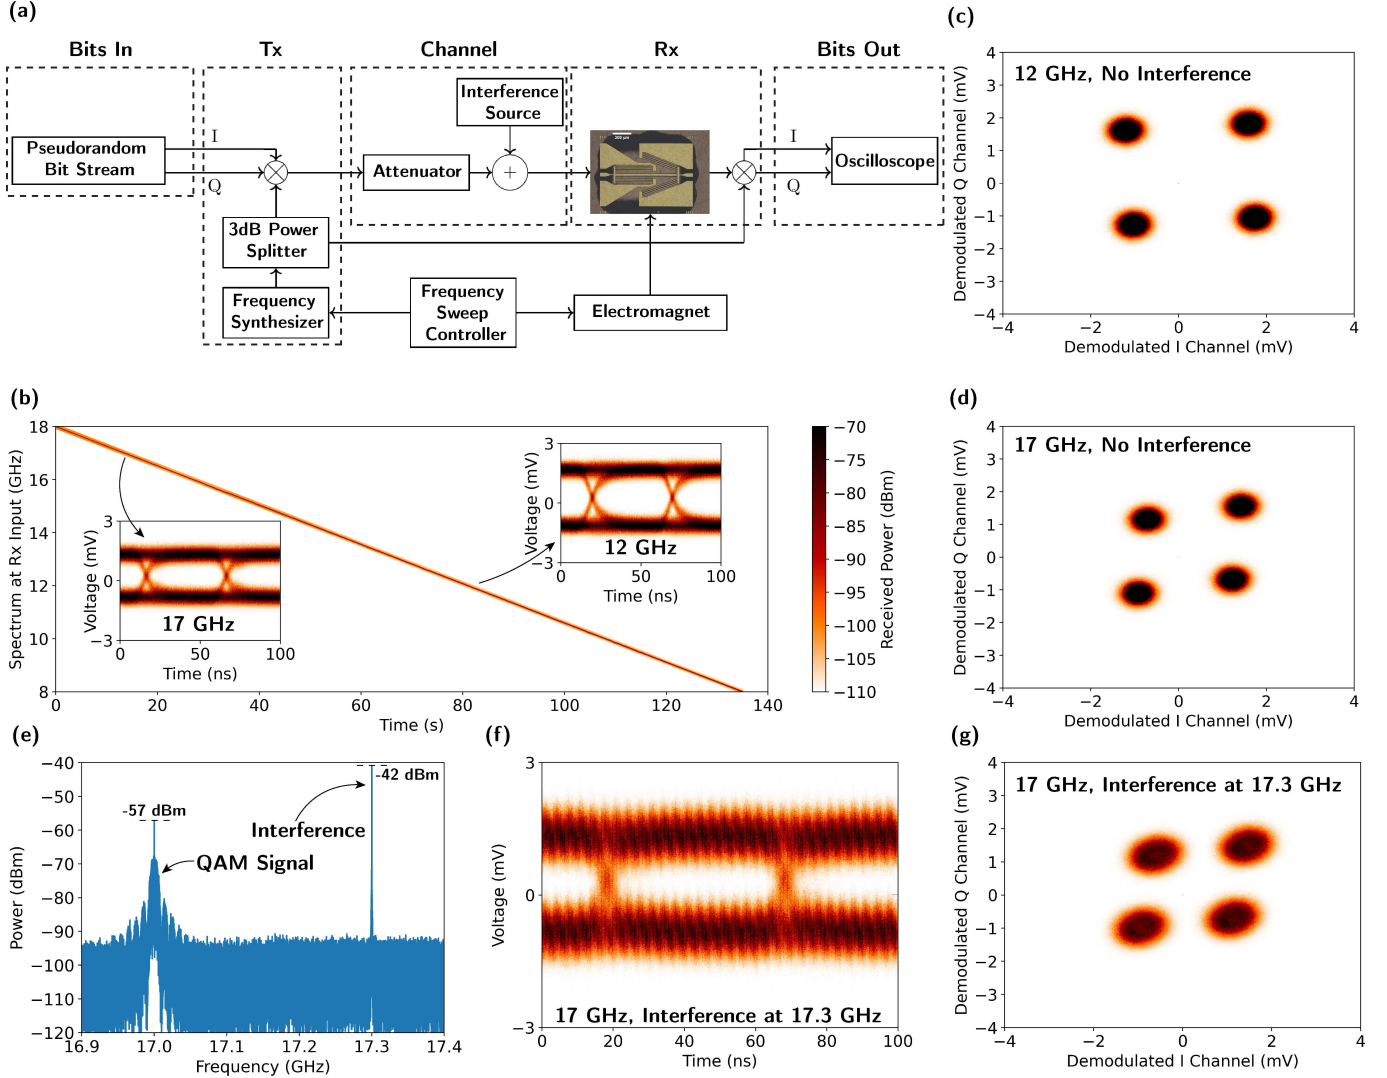 (a)
Bits In
Tx
Channel
Rx
Bits Out
Pseudorandom
Bit Stream
I
Q
3dB Power
Splitter
Frequency
Synthesizer
Attenuator
Interference
Source
+
Frequency
Sweep
Controller
200 μm
Electromagnet
I
Q
Oscilloscope
(c)
12 GHz, No Interference
Demodulated Q Channel (mV)
4
3
2
1
0
−1
−2
−3
−4
−4
−2
0
2
4
Demodulated I Channel (mV)
(b)
Spectrum at Rx Input (GHz)
18
16
14
12
10
8
0
20
40
60
80
100
120
140
Time (s)
Voltage (mV)
3
0
−3
17 GHz
0
50
100
Time (ns)
Voltage (mV)
3
0
−3
12 GHz
0
50
100
Time (ns)
−70
−75
−80
−85
−90
−95
−100
−105
−110
Received Power (dBm)
(d)
17 GHz, No Interference
Demodulated Q Channel (mV)
4
3
2
1
0
−1
−2
−3
−4
−4
−2
0
2
4
Demodulated I Channel (mV)
(e)
Power (dBm)
−40
−50
−60
−70
−80
−90
−100
−110
−120
-57 dBm
-42 dBm
Interference
QAM Signal
16.9
17.0
17.1
17.2
17.3
17.4
Frequency (GHz)
(f)
Voltage (mV)
3
0
−3
17 GHz, Interference at 17.3 GHz
0
20
40
60
80
100
Time (ns)
(g)
17 GHz, Interference at 17.3 GHz
Demodulated Q Channel (mV)
4
3
2
1
0
−1
−2
−3
−4
−4
−2
0
2
4
Demodulated I Channel (mV)